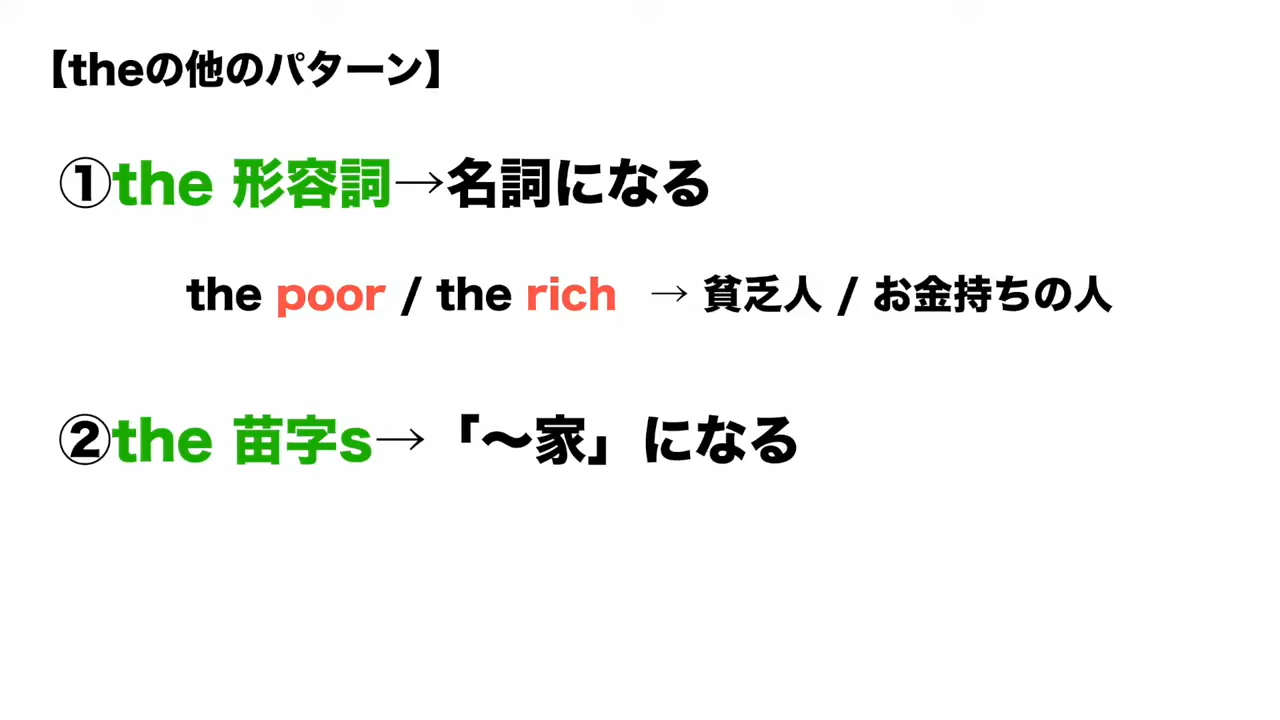 【theの他のパターン】
①the 形容詞→名詞になる
the poor / the rich → 貧乏人 / お金持ちの人
②the 苗字s→「〜家」になる